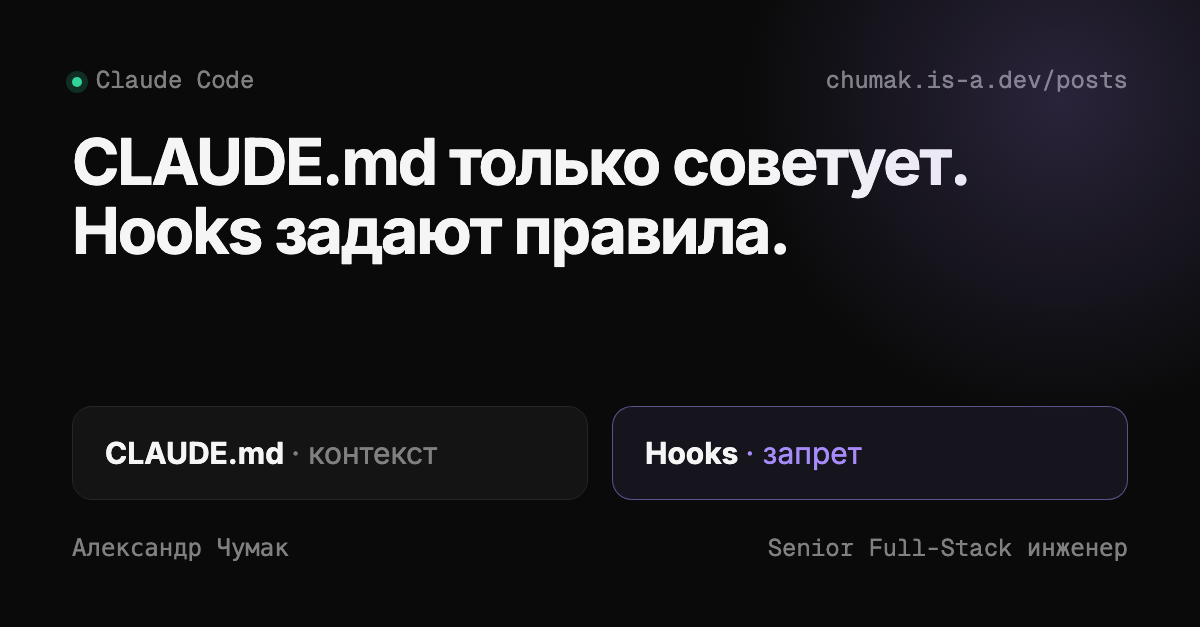 Claude Code
chumak.is-a.dev/posts
CLAUDE.md только советует.
Hooks задают правила.
CLAUDE.md · контекст
Hooks · запрет
Александр Чумак
Senior Full-Stack инженер